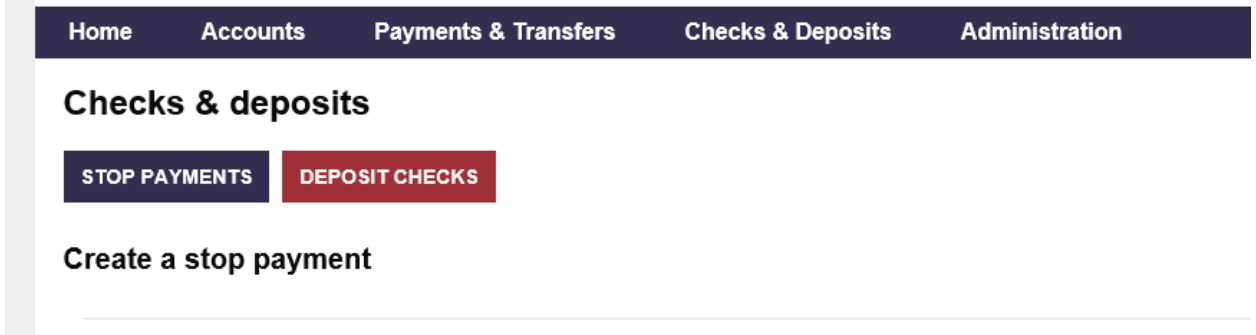 Home Accounts Payments & Transfers Checks & Deposits Administration
Checks & deposits
STOP PAYMENTS DEPOSIT CHECKS
Create a stop payment